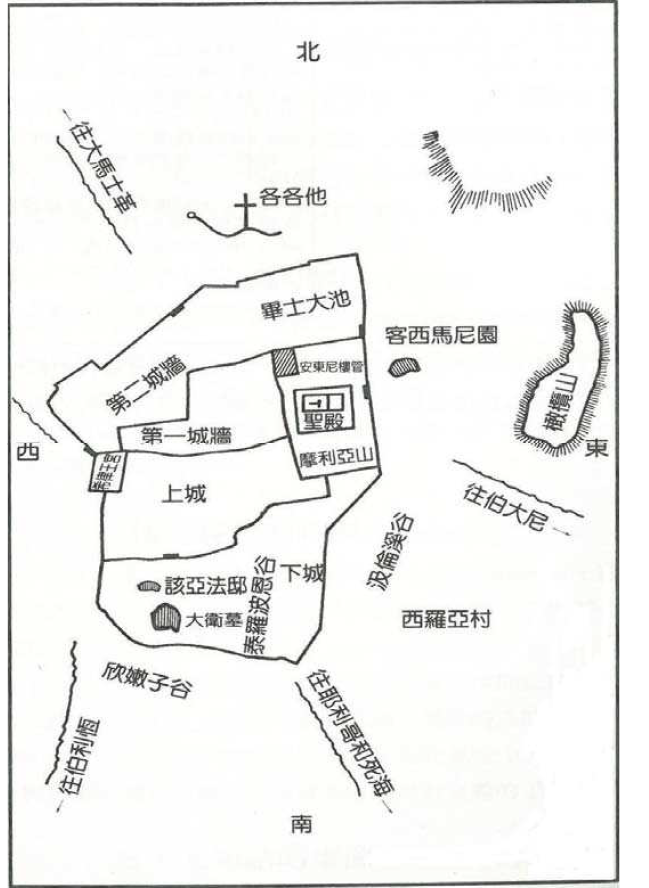 北
往大馬士革
各各他
畢士大池
客西馬尼園
安東尼樓管
第二城牆
聖殿
橄欖山
第一城牆
摩利亞山
西
東
希律王宮
上城
往伯大尼
汲倫溪谷
下城
該亞法邸
泰羅波恩谷
大衛墓
西羅亞村
欣嫩子谷
往耶利哥和死海
往伯利恆
南